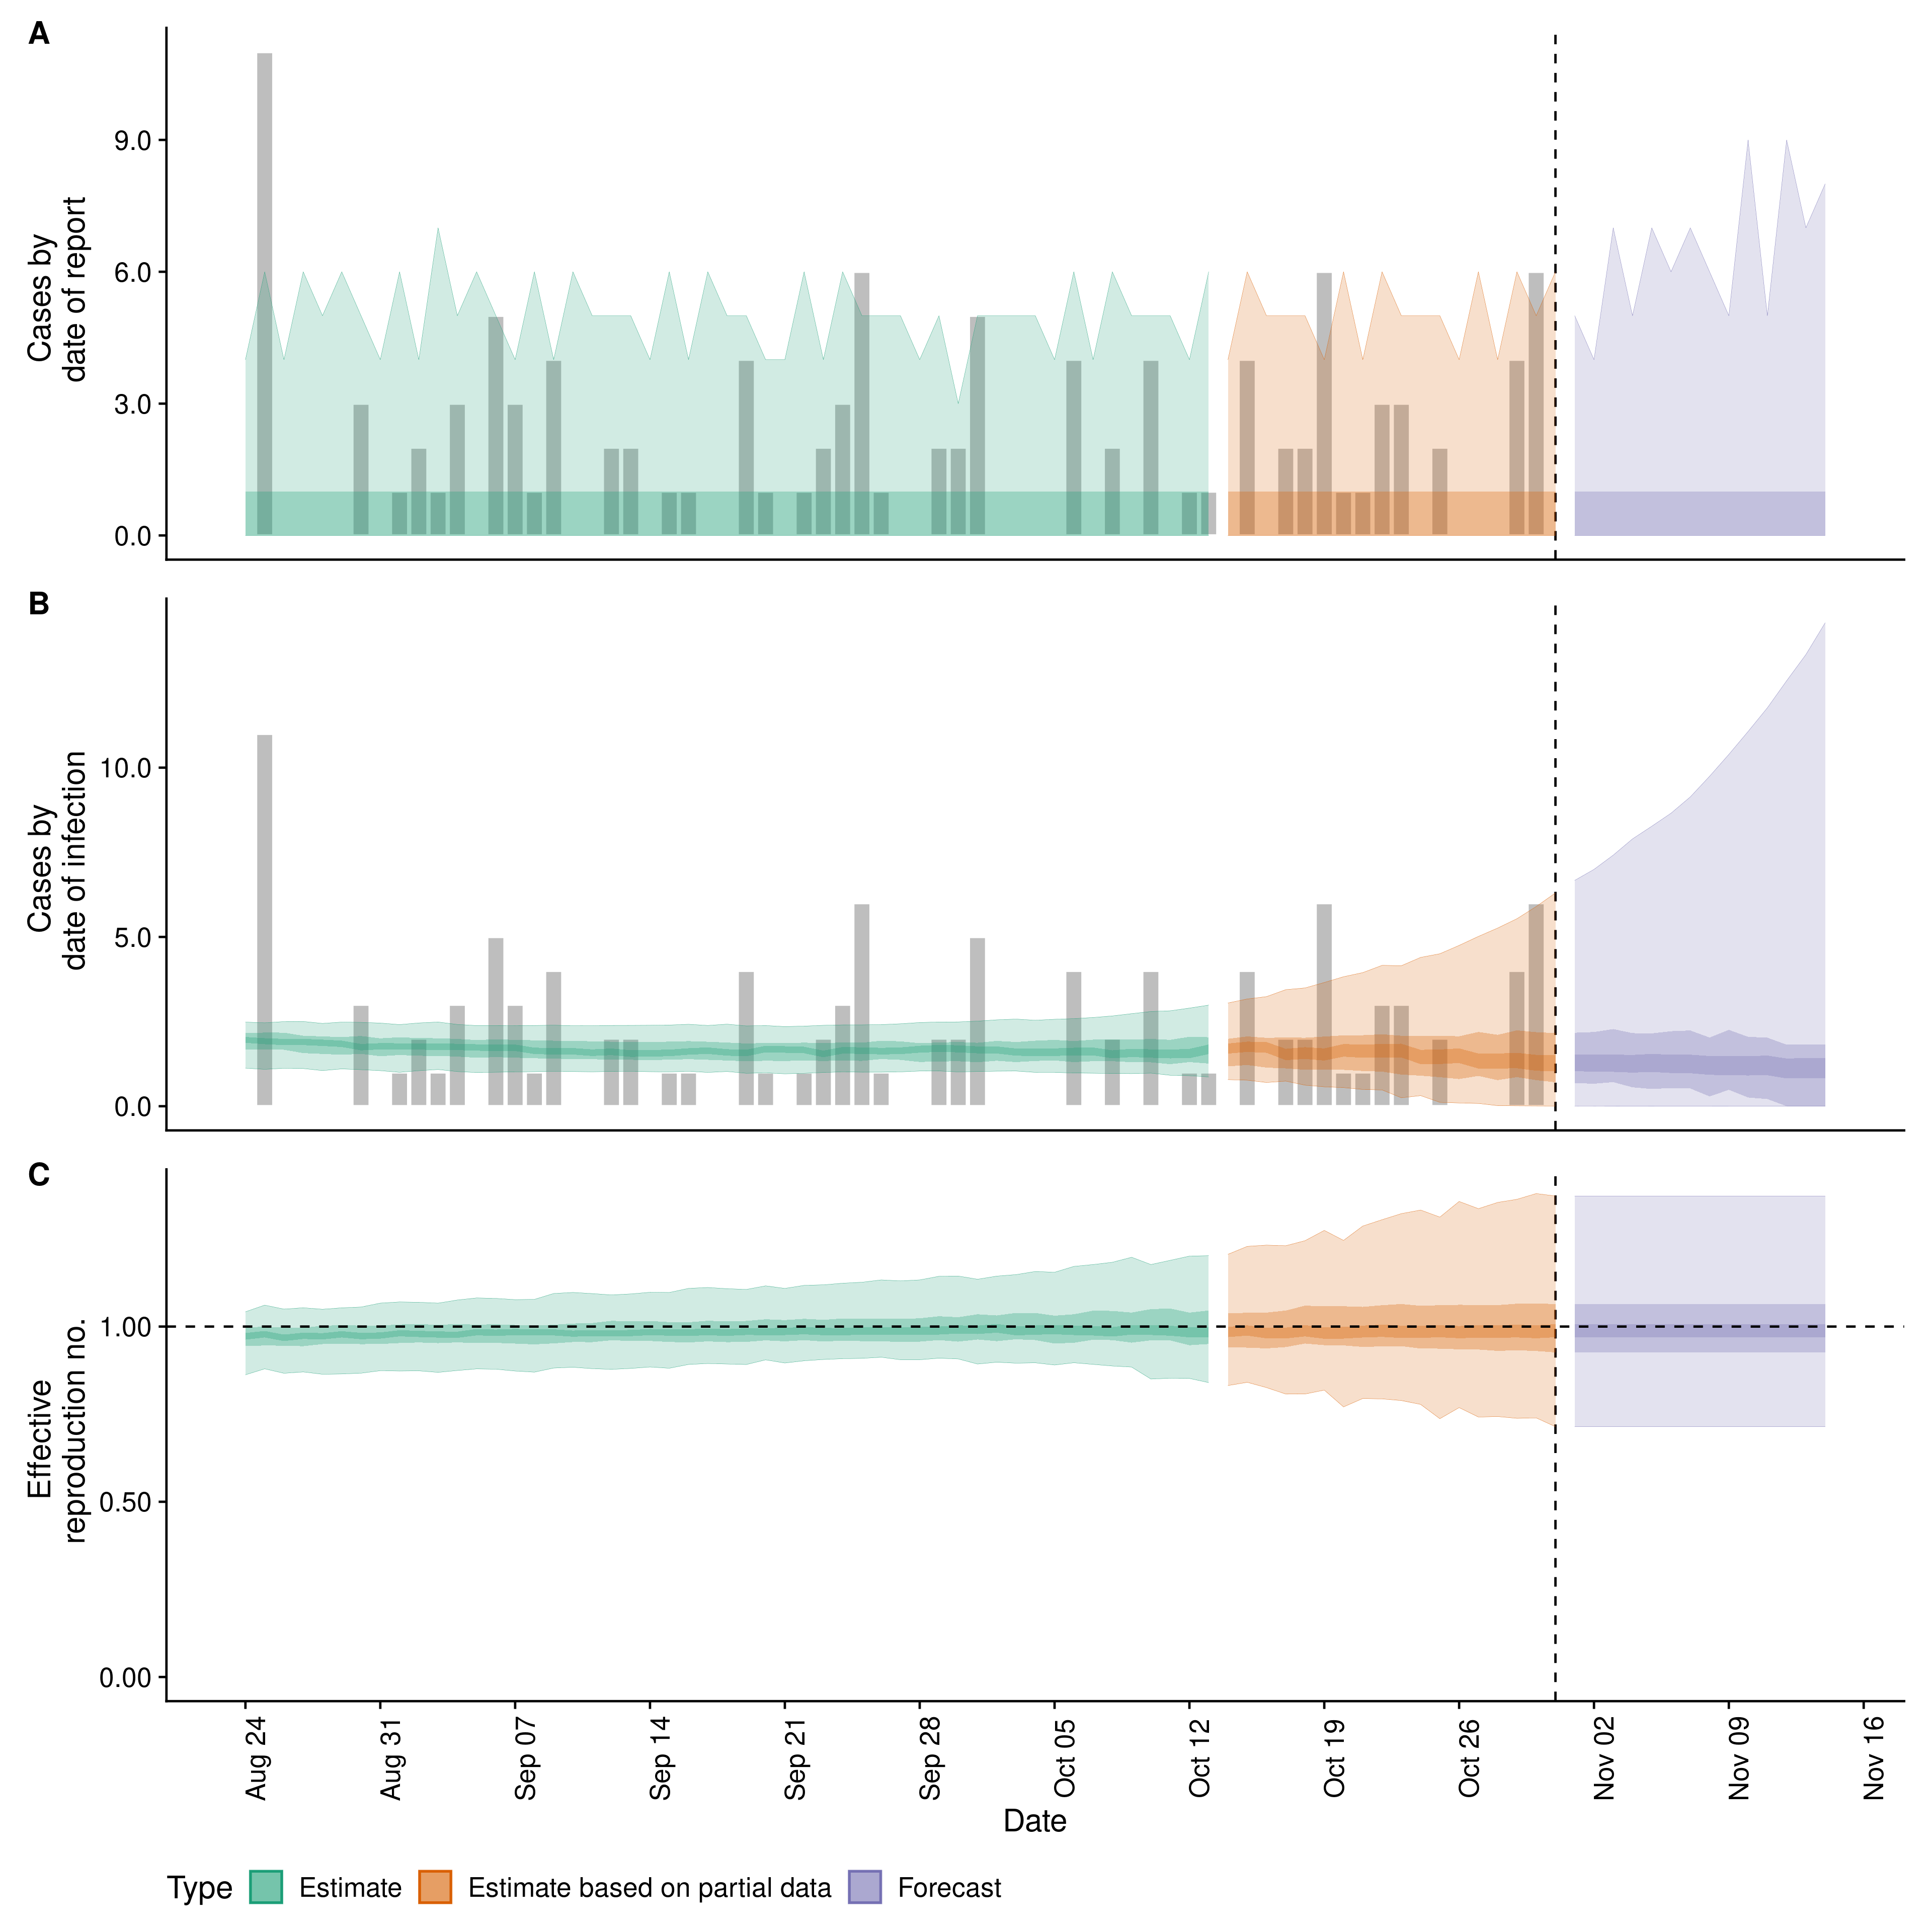 A
Cases by
date of report
9.0
6.0
3.0
0.0
B
Cases by
date of infection
10.0
5.0
0.0
C
Effective
reproduction no.
1.00
0.50
0.00
Aug 24
Aug 31
Sep 07
Sep 14
Sep 21
Sep 28
Oct 05
Oct 12
Oct 19
Oct 26
Nov 02
Nov 09
Nov 16
Date
Type Estimate Estimate based on partial data Forecast